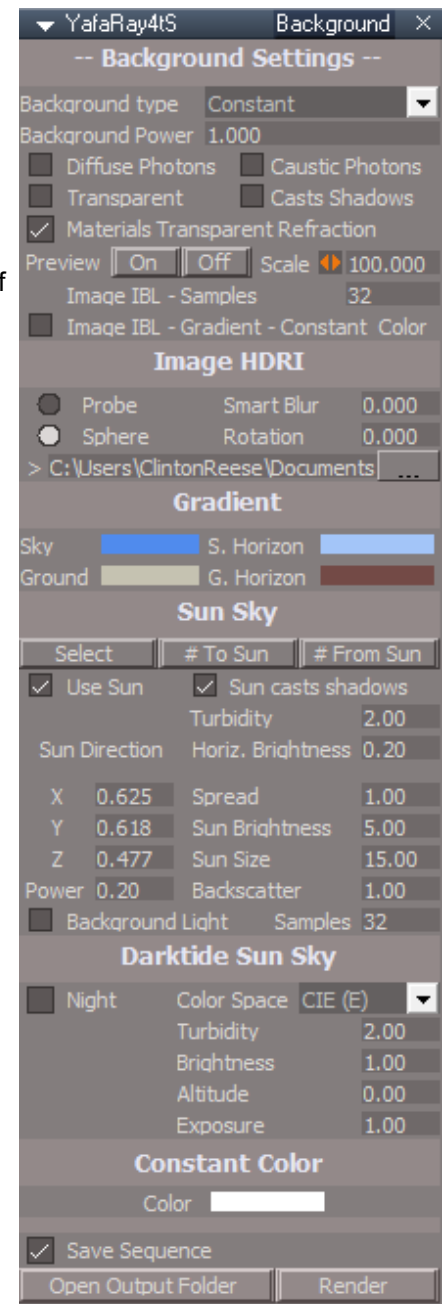 YafaRay4tS Background ×
-- Background Settings --
Background type Constant
Background Power 1.000
Diffuse Photons Caustic Photons
Transparent Casts Shadows
Materials Transparent Refraction
Preview On Off Scale 100.000
f
Image IBL - Samples 32
Image IBL - Gradient - Constant Color
Image HDRI
Probe Smart Blur 0.000
Sphere Rotation 0.000
> C:\Users\ClintonReese\Documents ...
Gradient
Sky S. Horizon
Ground G. Horizon
Sun Sky
Select # To Sun # From Sun
Use Sun Sun casts shadows
Turbidity 2.00
Sun Direction Horiz. Brightness 0.20
X 0.625 Spread 1.00
Y 0.618 Sun Brightness 5.00
Z 0.477 Sun Size 15.00
Power 0.20 Backscatter 1.00
Background Light Samples 32
Darktide Sun Sky
Night Color Space CIE (E)
Turbidity 2.00
Brightness 1.00
Altitude 0.00
Exposure 1.00
Constant Color
Color
Save Sequence
Open Output Folder Render